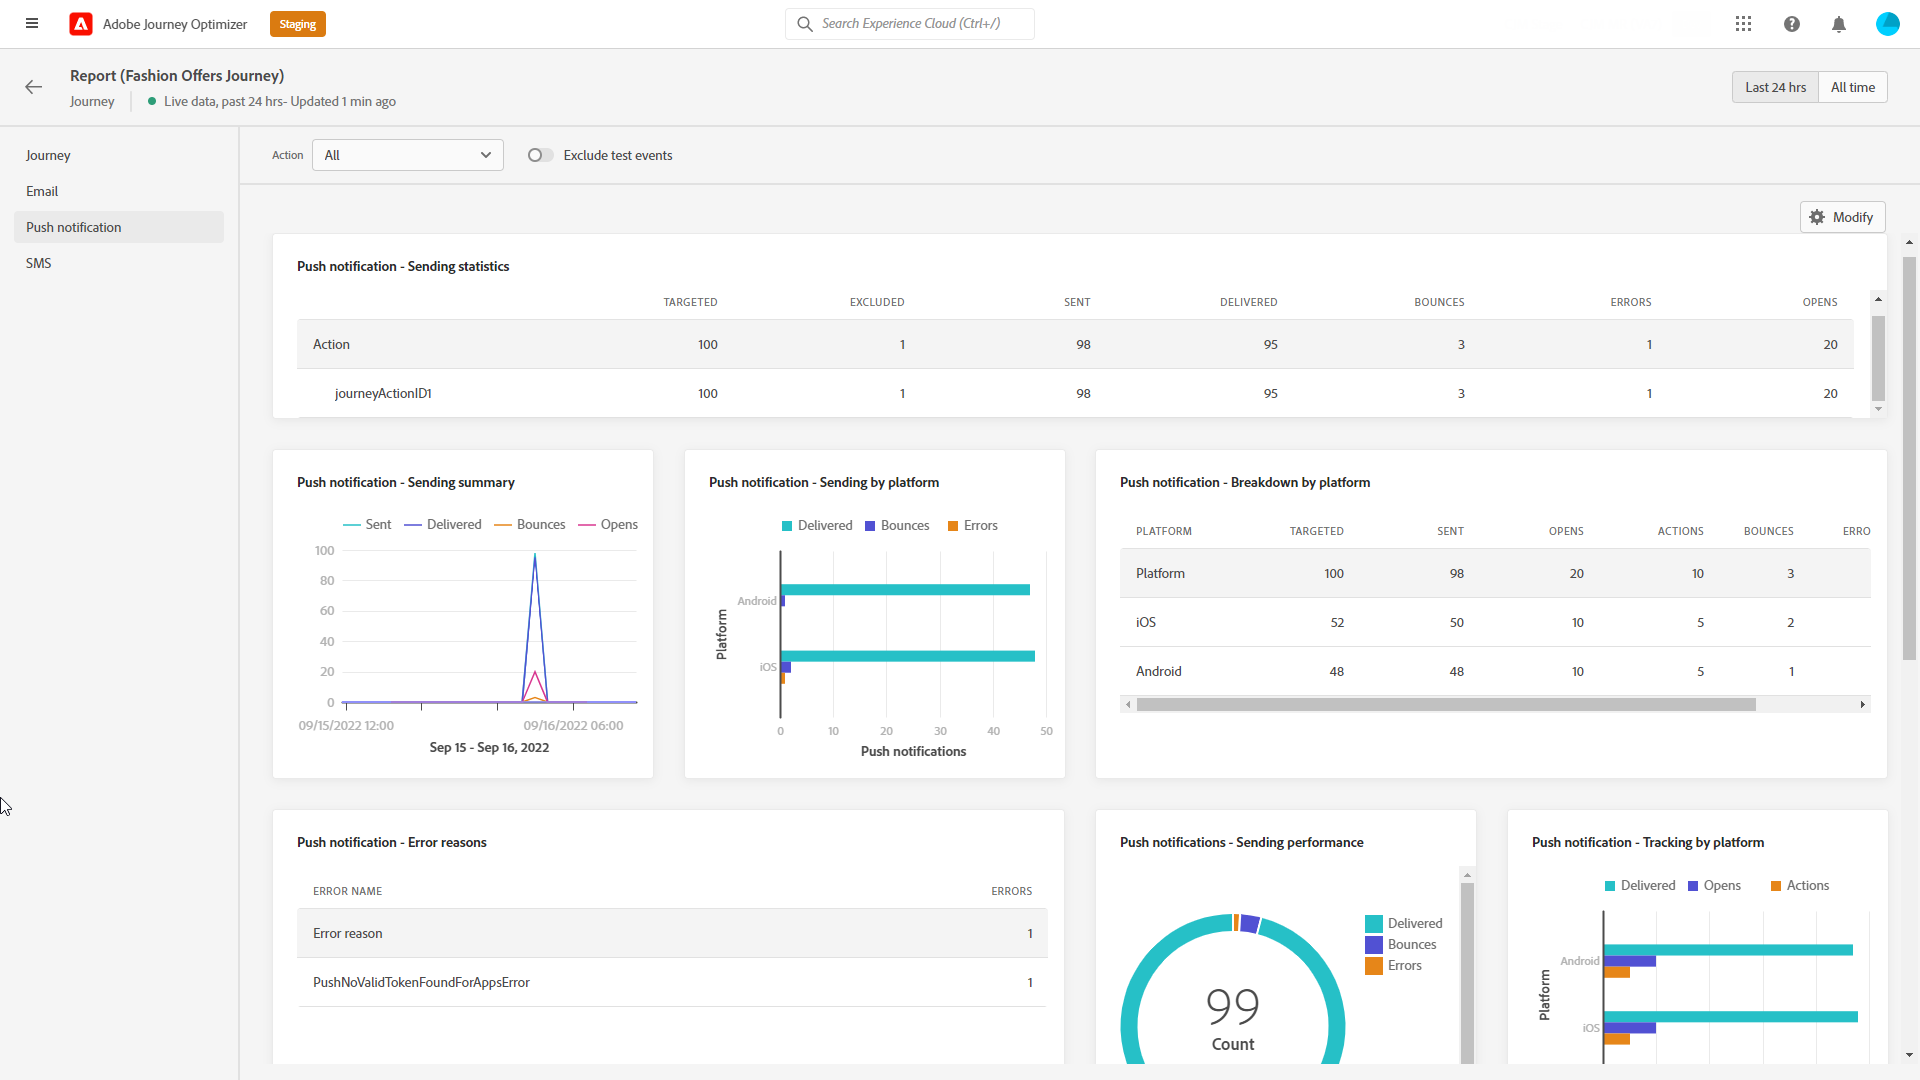 Adobe Journey Optimizer
Staging
Search Experience Cloud (Ctrl+/)
Report (Fashion Offers Journey)
Journey
Live data, past 24 hrs- Updated 1 min ago
Last 24 hrs
All time
Journey
Email
Push notification
SMS
Action
All
Exclude test events
Modify
Push notification - Sending statistics
TARGETED EXCLUDED SENT DELIVERED BOUNCES ERRORS OPENS
Action 100 1 98 95 3 1 20
journeyActionID1 100 1 98 95 3 1 20
Push notification - Sending summary
Sent Delivered Bounces Opens
100
80
60
40
20
0
09/15/2022 12:00 09/16/2022 06:00
Sep 15 - Sep 16, 2022
Push notification - Sending by platform
Delivered Bounces Errors
Platform
Android
iOS
0 10 20 30 40 50
Push notifications
Push notification - Breakdown by platform
PLATFORM TARGETED SENT OPENS ACTIONS BOUNCES ERRO
Platform 100 98 20 10 3
iOS 52 50 10 5 2
Android 48 48 10 5 1
Push notification - Error reasons
ERROR NAME ERRORS
Error reason 1
PushNoValidTokenFoundForAppsError 1
Push notifications - Sending performance
Delivered
Bounces
Errors
99
Count
Push notification - Tracking by platform
Delivered Opens Actions
Platform
Android
iOS